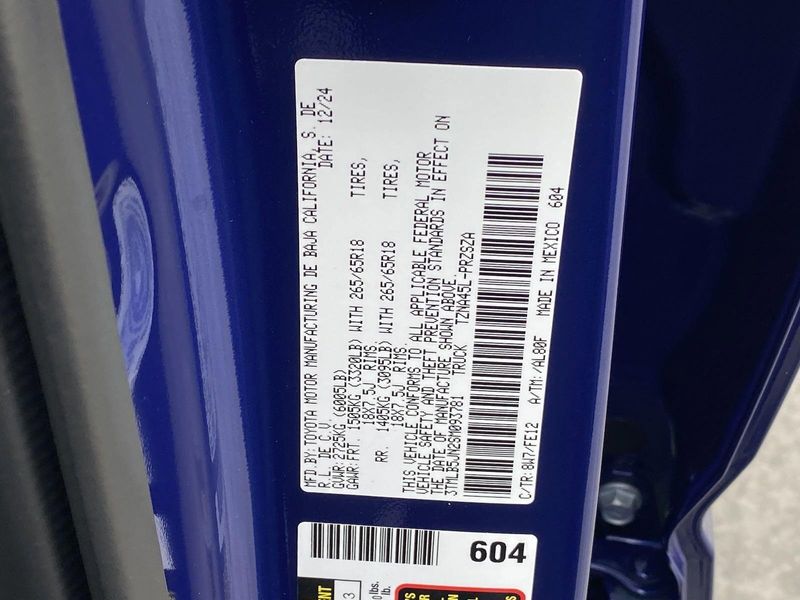 MFD BY: TOYOTA MOTOR MANUFACTURING DE BAJA CALIFORNIA, S. DE
R. L. DE C.V. DATE: 12/24
GVWR: 2725KG (6005LB)
GAWR: FRT. 1505KG (3320LB) WITH 265/65R18 TIRES,
18X7.5J RIMS,
RR. 1405KG (3095LB) WITH 265/65R18 TIRES,
18X7.5J RIMS.
THIS VEHICLE CONFORMS TO ALL APPLICABLE FEDERAL MOTOR
VEHICLE SAFETY AND THEFT PREVENTION STANDARDS IN EFFECT ON
THE DATE OF MANUFACTURE SHOWN ABOVE.
3TMLB5JN2SM093781 TRUCK TZNA45L-PRZSZA
C/TR: 8W7/FE12 A/TM: /AL80F MADE IN MEXICO 604
604
3
lbs.
lb.